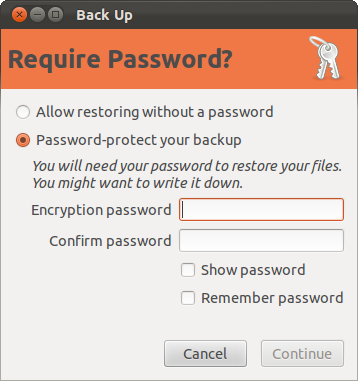 Back Up
Require Password?
Allow restoring without a password
Password-protect your backup
You will need your password to restore your files.
You might want to write it down.
Encryption password
Confirm password
Show password
Remember password
Cancel Continue